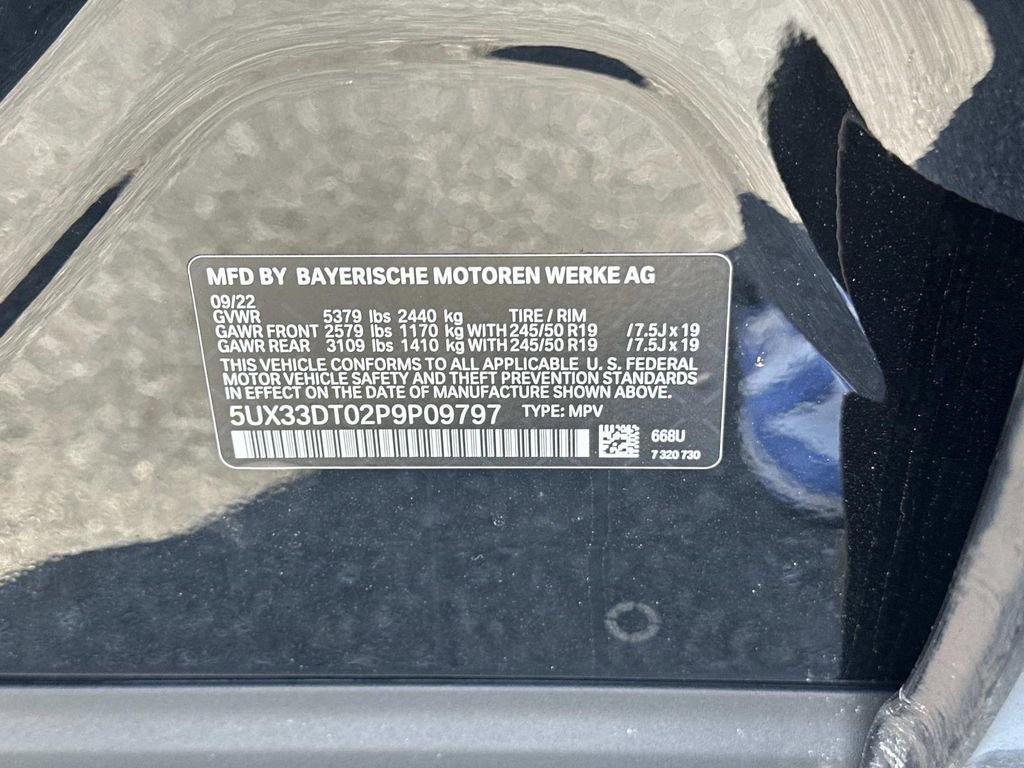 MFD BY BAYERISCHE MOTOREN WERKE AG
09/22
GVWR 5379 lbs 2440 kg TIRE / RIM
GAWR FRONT 2579 lbs 1170 kg WITH 245/50 R19 /7.5J x 19
GAWR REAR 3109 lbs 1410 kg WITH 245/50 R19 /7.5J x 19
THIS VEHICLE CONFORMS TO ALL APPLICABLE U. S. FEDERAL
MOTOR VEHICLE SAFETY AND THEFT PREVENTION STANDARDS
IN EFFECT ON THE DATE OF MANUFACTURE SHOWN ABOVE.
5UX33DT02P9P09797 TYPE: MPV
668U
7 320 730